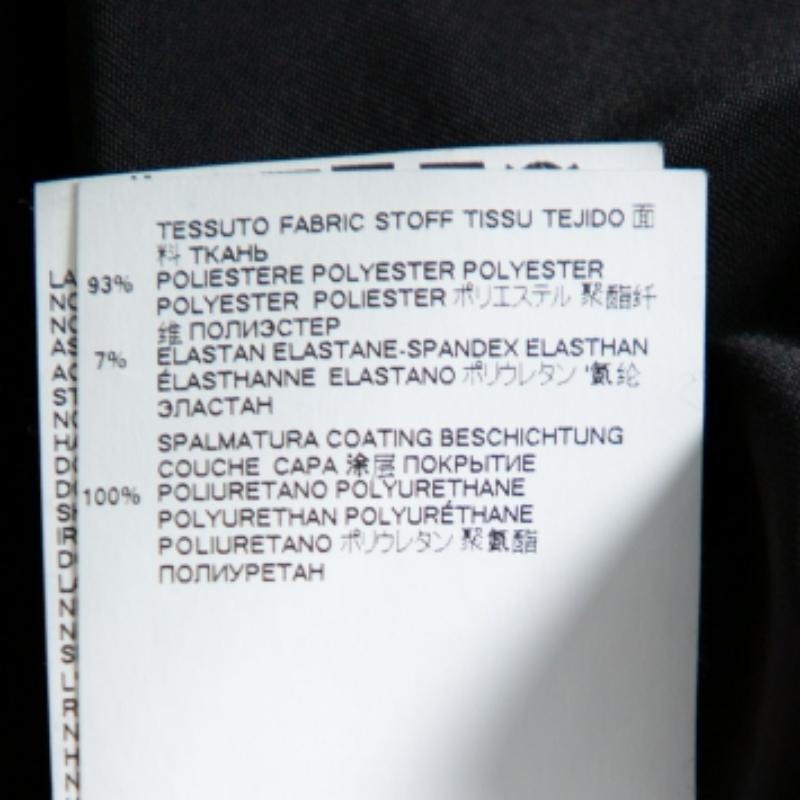 TESSUTO FABRIC STOFF TISSU TEJIDO 面
料 ТКАНЬ
93% POLIESTERE POLYESTER POLYESTER
POLYESTER POLIESTER ポリエステル 聚酯纤
维 ПОЛИЭСТЕР
7% ELASTAN ELASTANE-SPANDEX ELASTHAN
ÉLASTHANNE ELASTANO ポリウレタン '氨纶
ЭЛАСТАН
SPALMATURA COATING BESCHICHTUNG
COUCHE CAPA 涂层 ПОКРЫТИЕ
100% POLIURETANO POLYURETHANE
POLYURETHAN POLYURÉTHANE
POLIURETANO ポリウレタン 聚氨酯
ПОЛИУРЕТАН